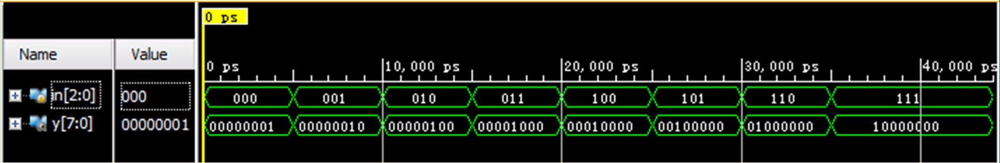 0 ps
Name Value
0 ps 10,000 ps 20,000 ps 30,000 ps 40,000 ps
in[2:0] 000 000 001 010 011 100 101 110 111
y[7:0] 00000001 00000001 00000010 00000100 00001000 00010000 00100000 01000000 10000000